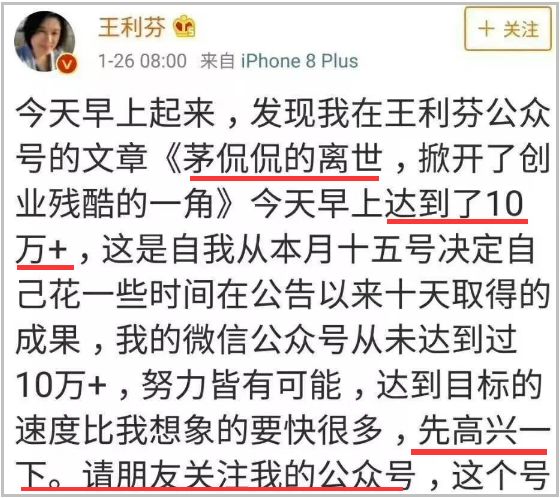 王利芬
+ 关注
1-26 08:00 来自 iPhone 8 Plus
今天早上起来，发现我在王利芬公众
号的文章《茅侃侃的离世，掀开了创
业残酷的一角》今天早上达到了10
万+，这是自我从本月十五号决定自
己花一些时间在公告以来十天取得的
成果，我的微信公众号从未达到过
10万+，努力皆有可能，达到目标的
速度比我想象的要快很多，先高兴一
下。请朋友关注我的公众号，这个号